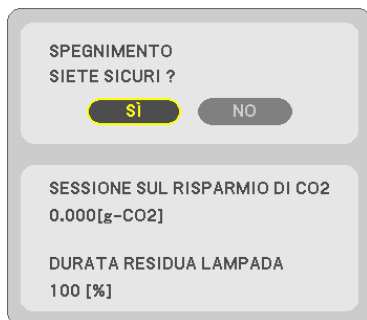 SPEGNIMENTO
SIETE SICURI ?
SÌ NO
SESSIONE SUL RISPARMIO DI CO2
0.000[g-CO2]
DURATA RESIDUA LAMPADA
100 [%]